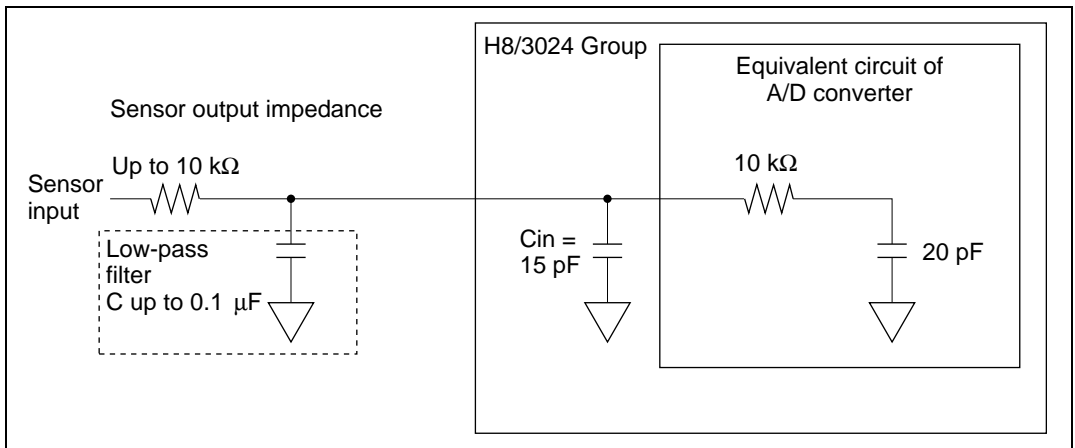 H8/3024 Group
Equivalent circuit of
A/D converter
Sensor output impedance
Up to 10 kΩ
Sensor
input
10 kΩ
Low-pass
filter
C up to 0.1 μF
Cin =
15 pF
20 pF